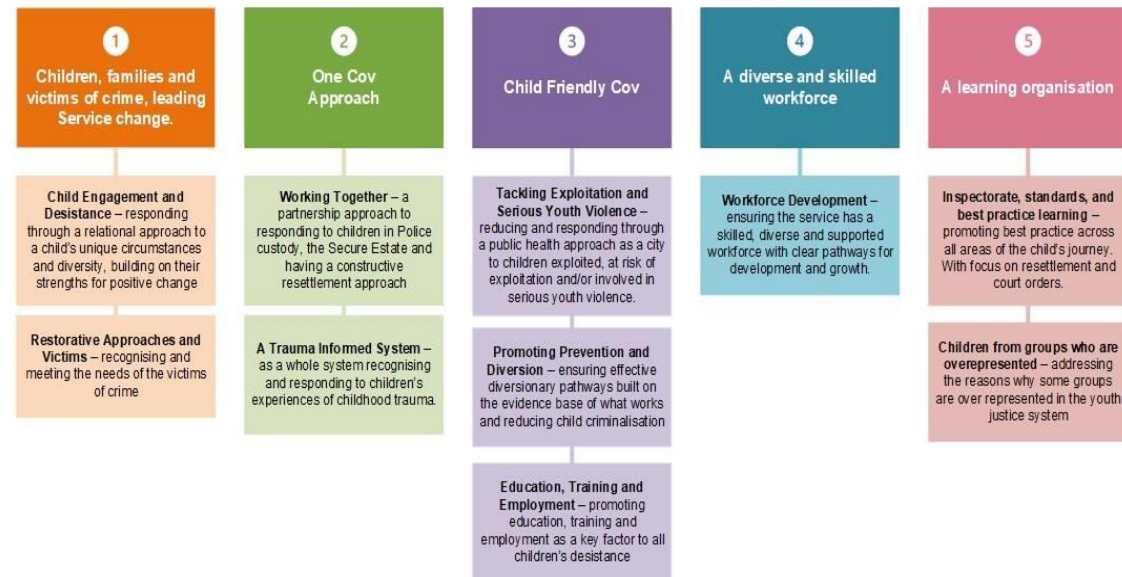 1
Children, families and
victims of crime, leading
Service change.
Child Engagement and
Desistance – responding
through a relational approach to
a child's unique circumstances
and diversity, building on their
strengths for positive change
Restorative Approaches and
Victims – recognising and
meeting the needs of the victims
of crime
2
One Cov
Approach
Working Together – a
partnership approach to
responding to children in Police
custody, the Secure Estate and
having a constructive
resettlement approach
A Trauma Informed System –
as a whole system recognising
and responding to children's
experiences of childhood trauma.
3
Child Friendly Cov
Tackling Exploitation and
Serious Youth Violence –
reducing and responding through
a public health approach as a city
to children exploited, at risk of
exploitation and/or involved in
serious youth violence.
Promoting Prevention and
Diversion – ensuring effective
diversionary pathways built on
the evidence base of what works
and reducing child criminalisation
Education, Training and
Employment – promoting
education, training and
employment as a key factor to all
children's desistance
4
A diverse and skilled
workforce
Workforce Development –
ensuring the service has a
skilled, diverse and supported
workforce with clear pathways for
development and growth.
5
A learning organisation
Inspectorate, standards, and
best practice learning –
promoting best practice across
all areas of the child's journey.
With focus on resettlement and
court orders.
Children from groups who are
overepresented – addressing
the reasons why some groups
are over represented in the youth
justice system